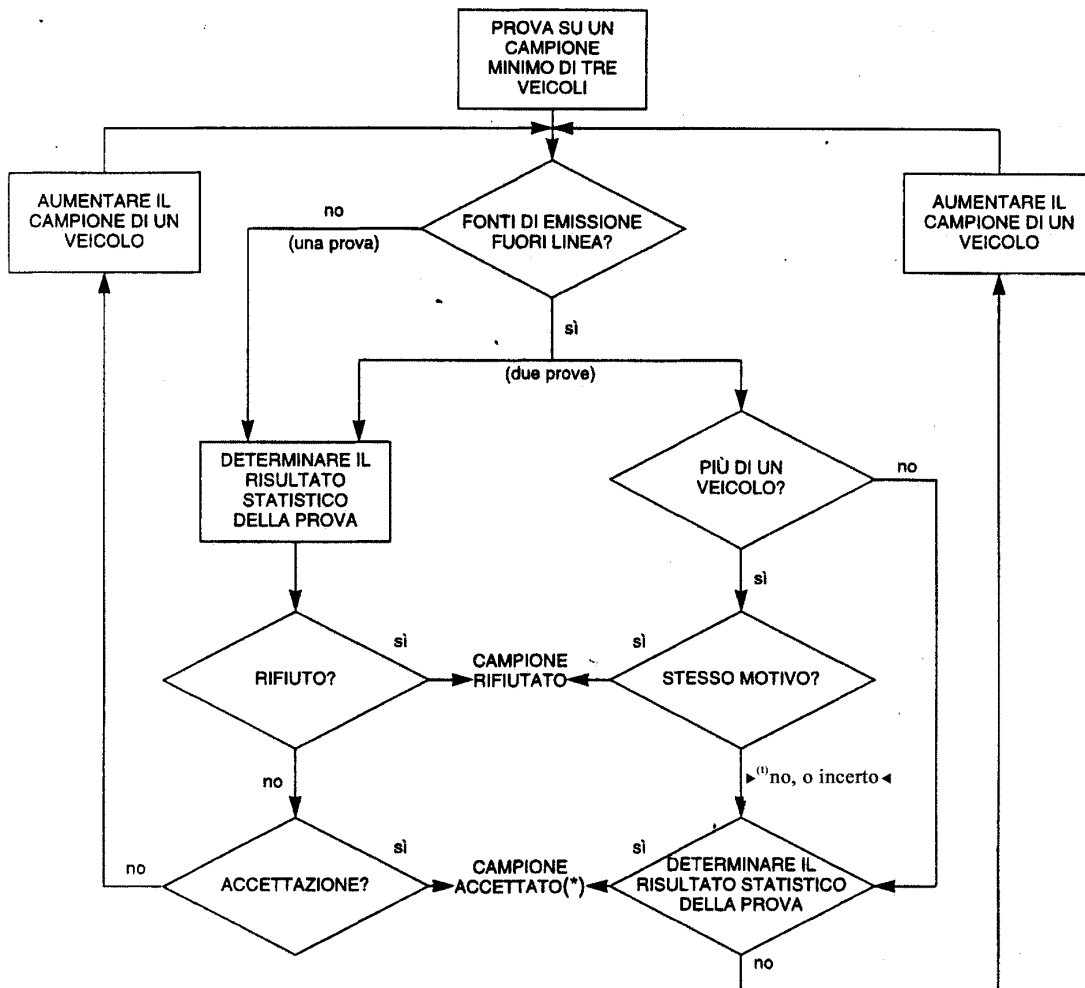 PROVA SU UN
CAMPIONE
MINIMO DI TRE
VEICOLI
AUMENTARE IL
CAMPIONE DI UN
VEICOLO
no
(una prova)
FONTI DI EMISSIONE
FUORI LINEA?
AUMENTARE IL
CAMPIONE DI UN
VEICOLO
sì
(due prove)
DETERMINARE IL
RISULTATO
STATISTICO
DELLA PROVA
PIÙ DI UN
VEICOLO?
no
sì
RIFIUTO?
sì
CAMPIONE
RIFIUTATO
sì
STESSO MOTIVO?
no
►(1)no, o incerto◄
no
ACCETTAZIONE?
sì
CAMPIONE
ACCETTATO(*)
sì
DETERMINARE IL
RISULTATO STATISTICO
DELLA PROVA
no